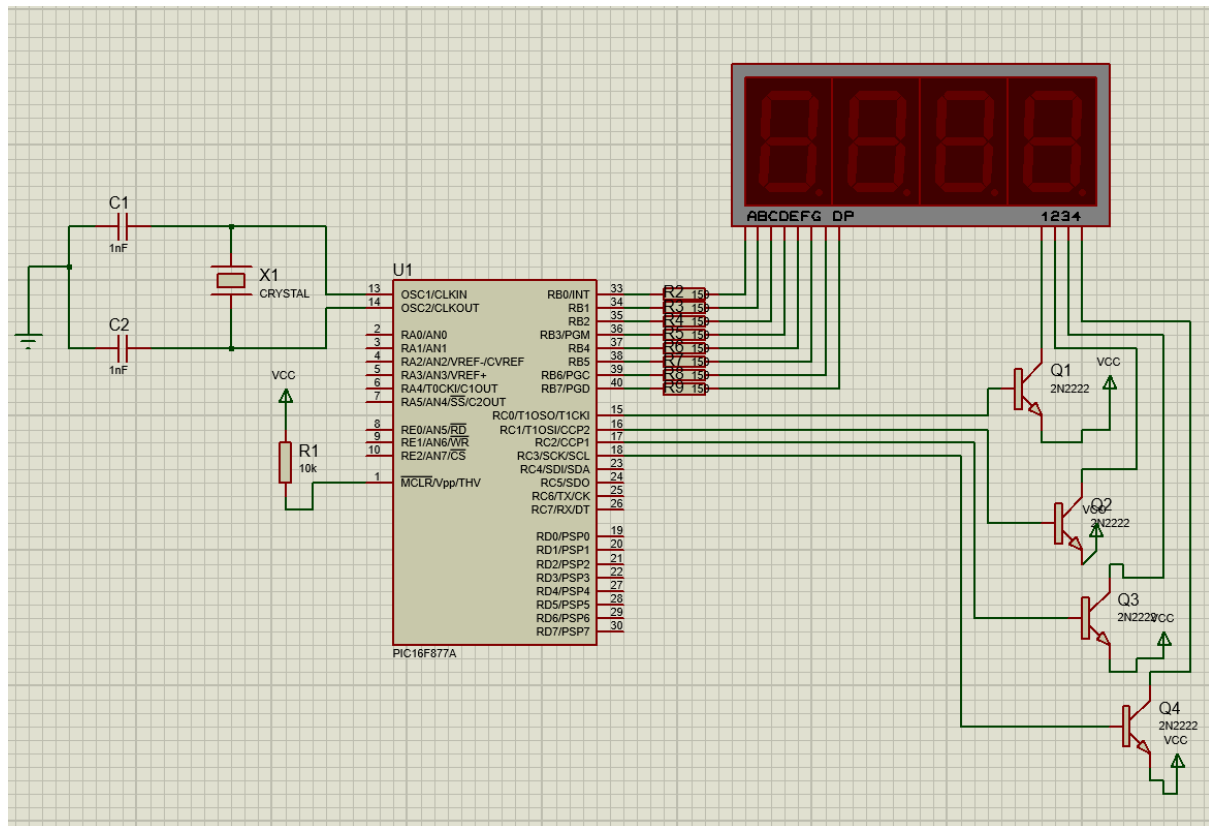 ABCDEFG DP
1234
C1
1nF
X1
CRYSTAL
C2
1nF
VCC
R1
10k
U1
13
OSC1/CLKIN
14
OSC2/CLKOUT
2
RA0/AN0
3
RA1/AN1
4
RA2/AN2/VREF-/CVREF
5
RA3/AN3/VREF+
6
RA4/T0CKI/C1OUT
7
RA5/AN4/SS/C2OUT
8
RE0/AN5/RD
9
RE1/AN6/WR
10
RE2/AN7/CS
1
MCLR/Vpp/THV
RB0/INT
33
RB1
34
RB2
35
RB3/PGM
36
RB4
37
RB5
38
RB6/PGC
39
RB7/PGD
40
RC0/T1OSO/T1CKI
15
RC1/T1OSI/CCP2
16
RC2/CCP1
17
RC3/SCK/SCL
18
RC4/SDI/SDA
23
RC5/SDO
24
RC6/TX/CK
25
RC7/RX/DT
26
RD0/PSP0
19
RD1/PSP1
20
RD2/PSP2
21
RD3/PSP3
22
RD4/PSP4
27
RD5/PSP5
28
RD6/PSP6
29
RD7/PSP7
30
PIC16F877A
R2 150
R3 150
R4 150
R5 150
R6 150
R7 150
R8 150
R9 150
Q1
2N2222
VCC
Q2
2N2222
VCC
Q3
2N2222
VCC
Q4
2N2222
VCC